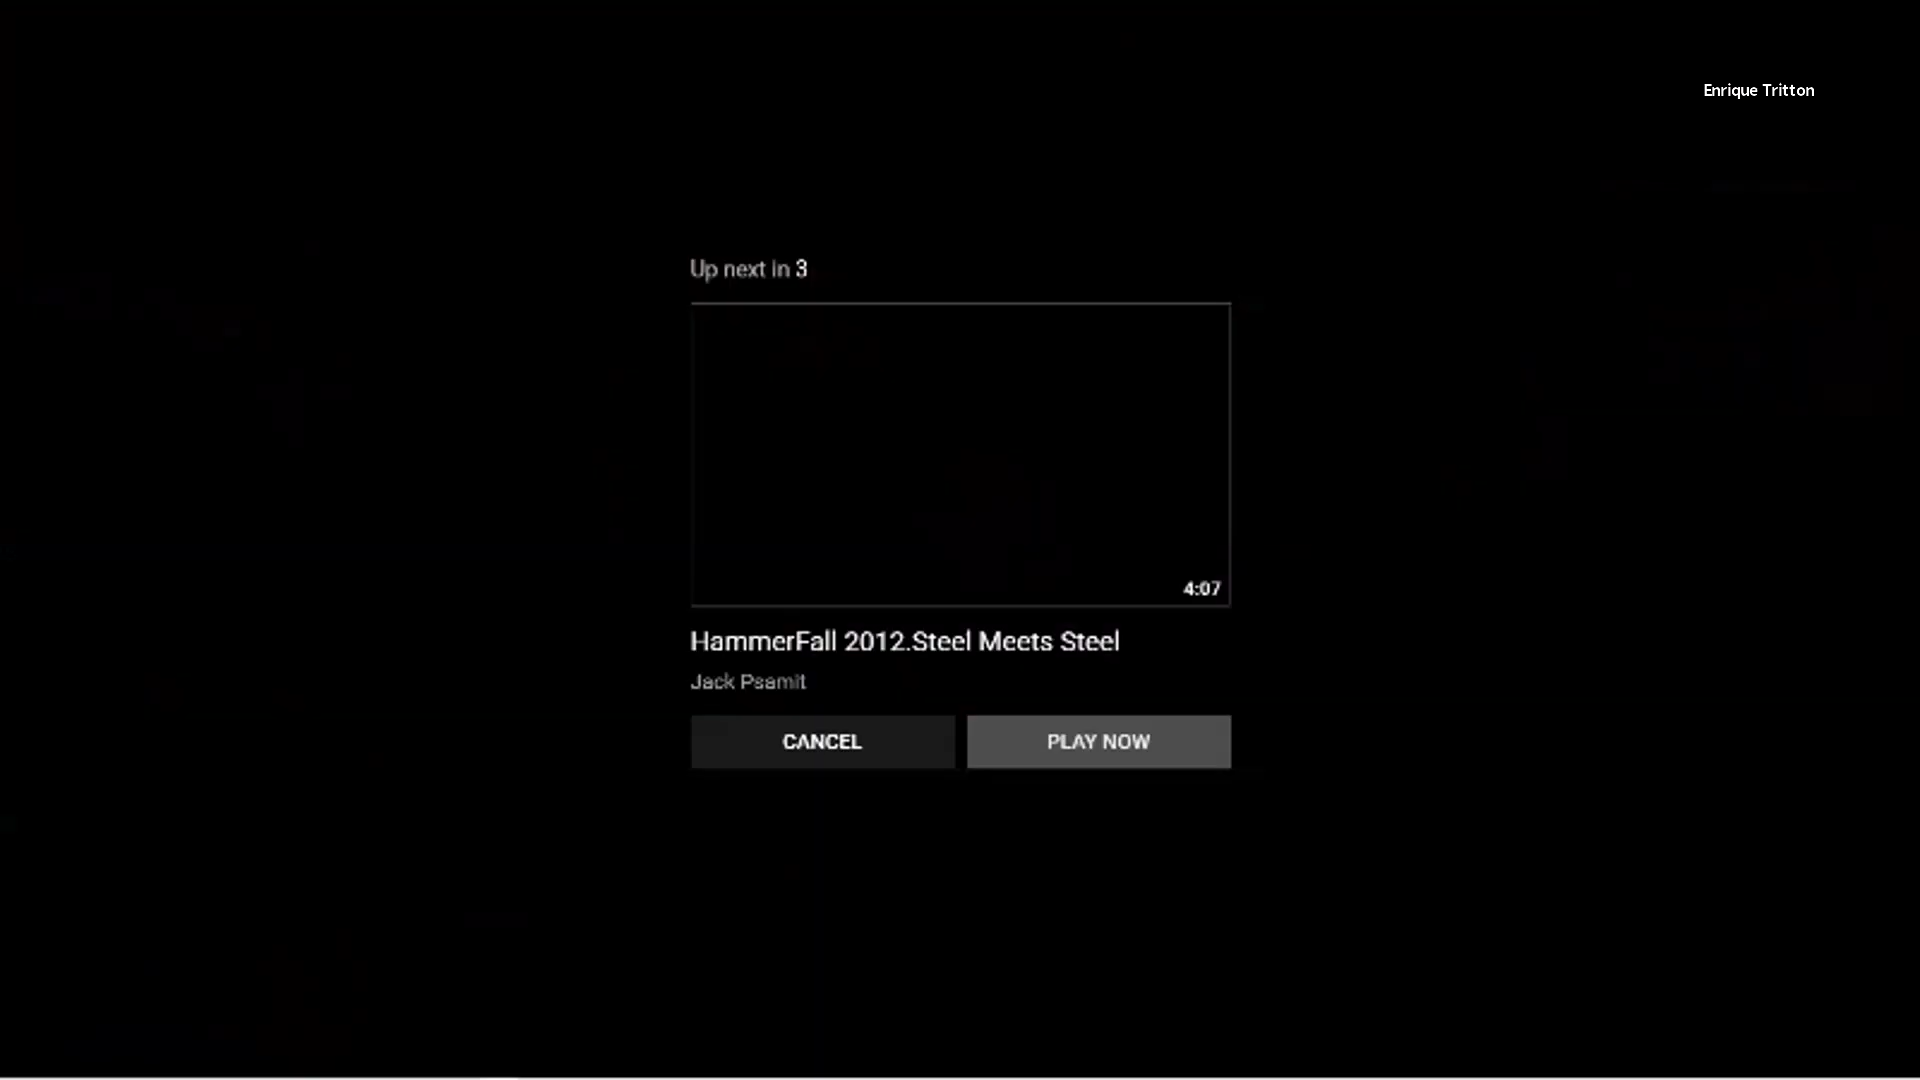 Enrique Tritton
Up next in 3
4:07
HammerFall 2012.Steel Meets Steel
Jack Psamit
CANCEL
PLAY NOW